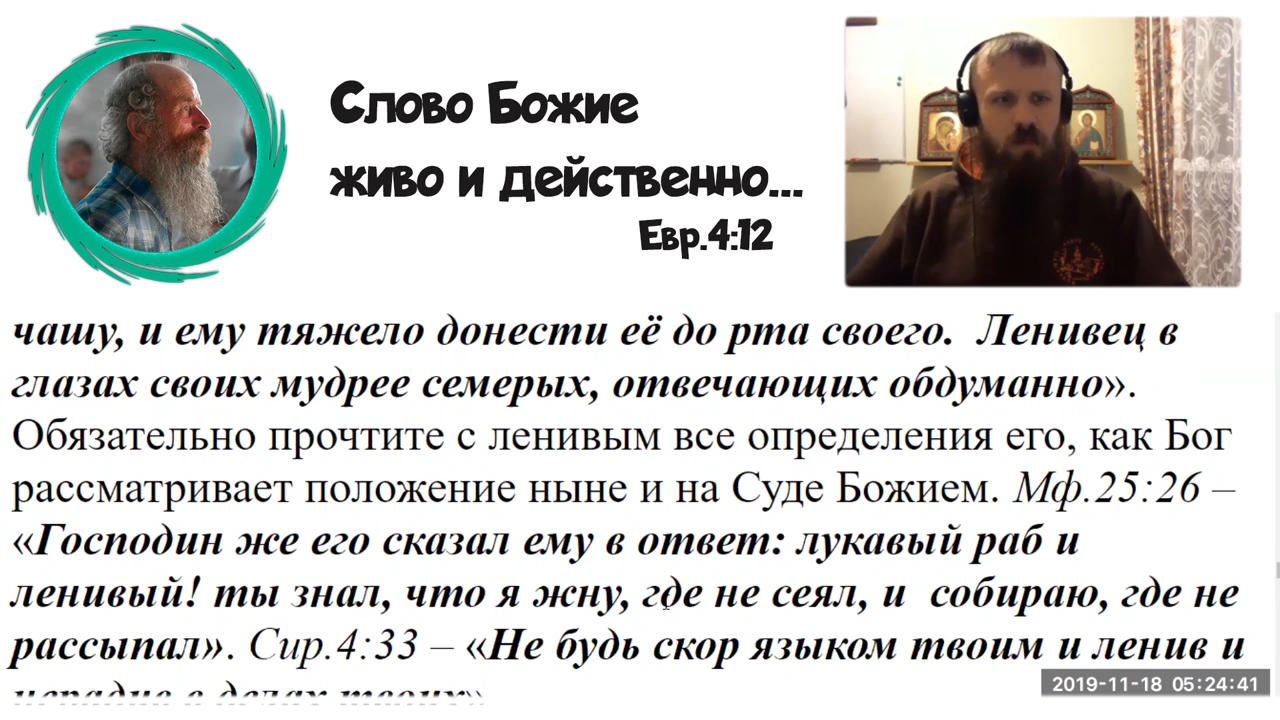 Слово Божие
живо и действенно...
Евр.4:12
чашу, и ему тяжело донести её до рта своего. Ленивец в
глазах своих мудрее семерых, отвечающих обдуманно».
Обязательно прочтите с ленивым все определения его, как Бог
рассматривает положение ныне и на Суде Божием. Мф.25:26 –
«Господин же его сказал ему в ответ: лукавый раб и
ленивый! ты знал, что я жну, где не сеял, и собираю, где не
рассыпал». Сир.4:33 – «Не будь скор языком твоим и ленив и
нерадив в делах твоих»
2019-11-18 05:24:41